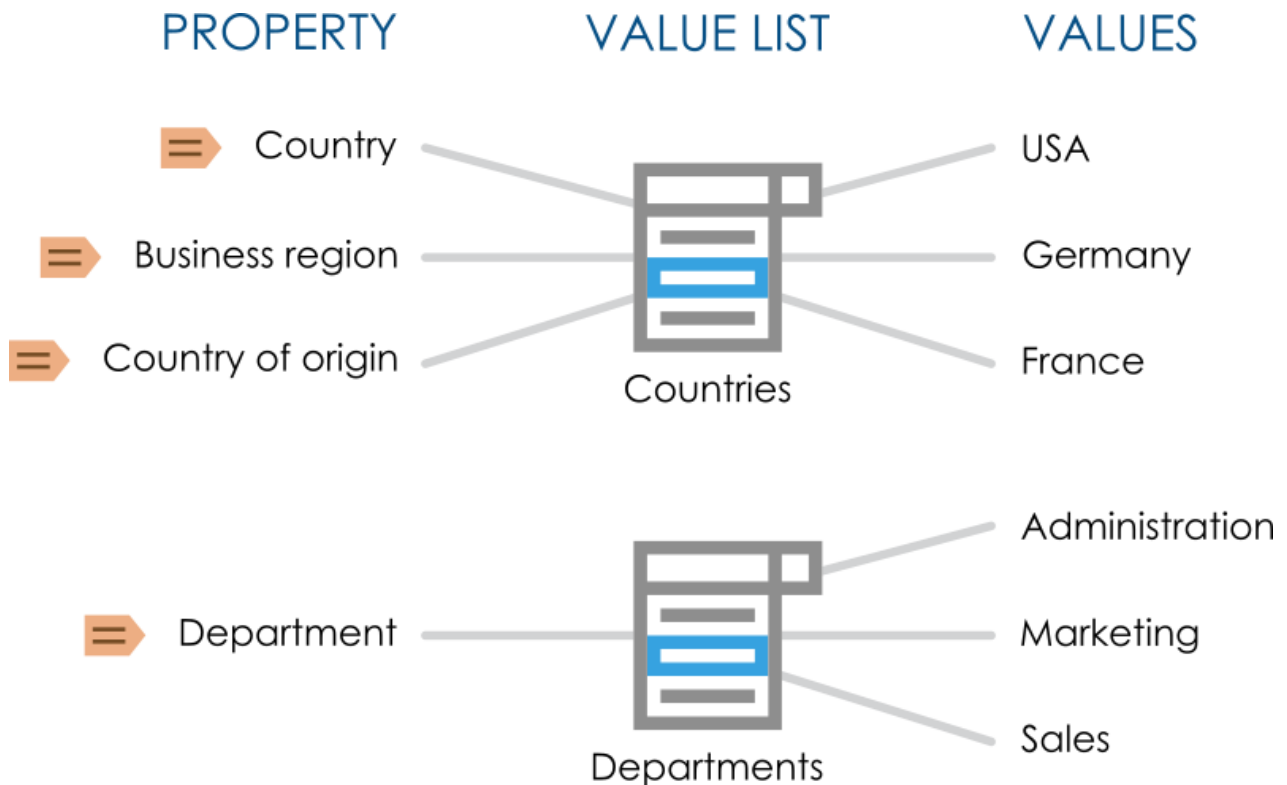 PROPERTY VALUE LIST VALUES
Country USA
Business region Germany
Country of origin France
Countries
Administration
Department Marketing
Sales
Departments